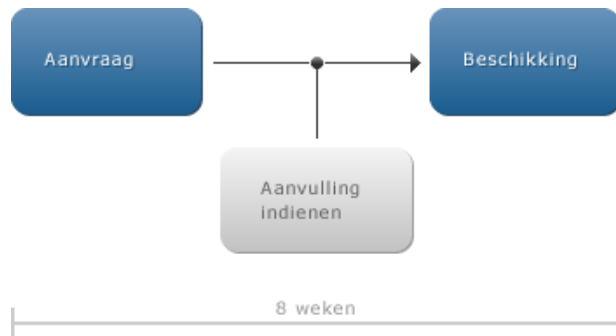 Aanvraag
Beschikking
Aanvulling
indienen
8 weken